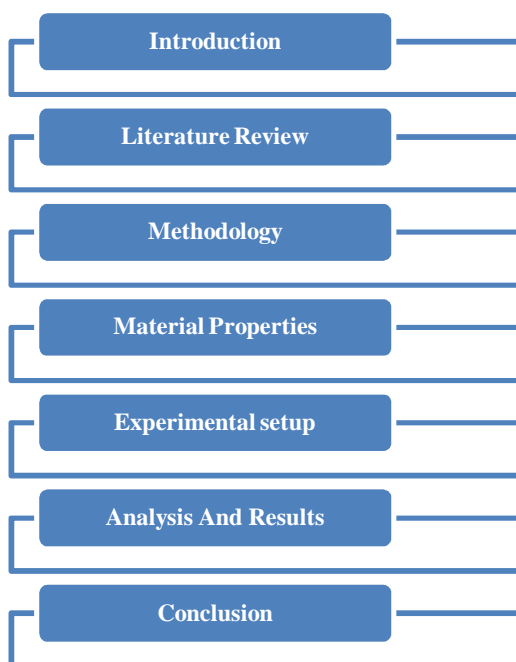 Introduction
Literature Review
Methodology
Material Properties
Experimental setup
Analysis And Results
Conclusion